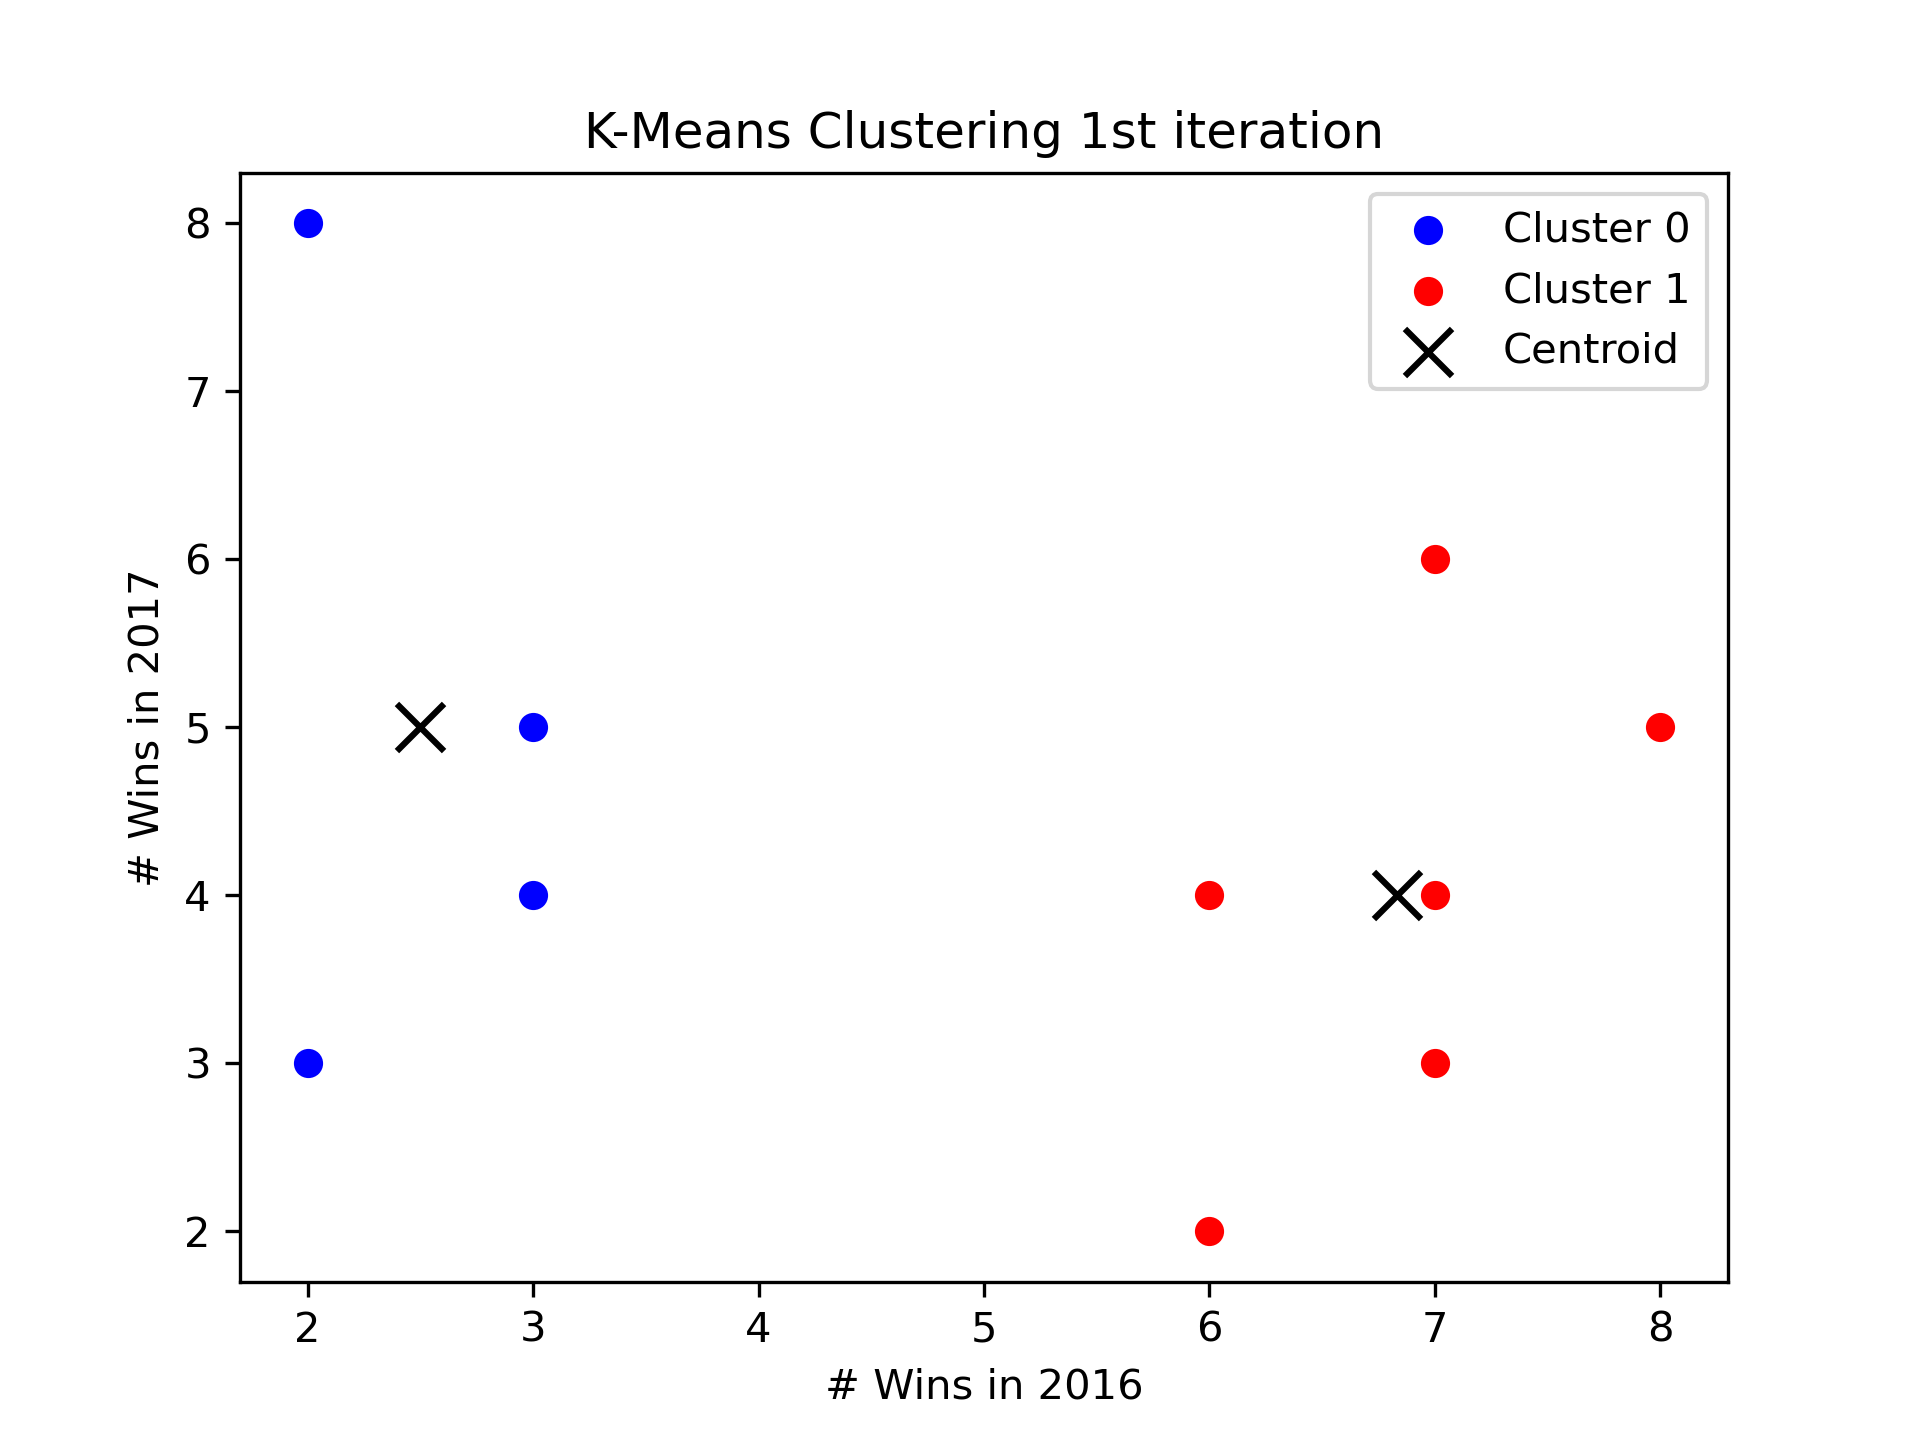 K-Means Clustering 1st iteration
Cluster 0
Cluster 1
Centroid
8
7
6
5
4
3
2
# Wins in 2017
2 3 4 5 6 7 8
# Wins in 2016